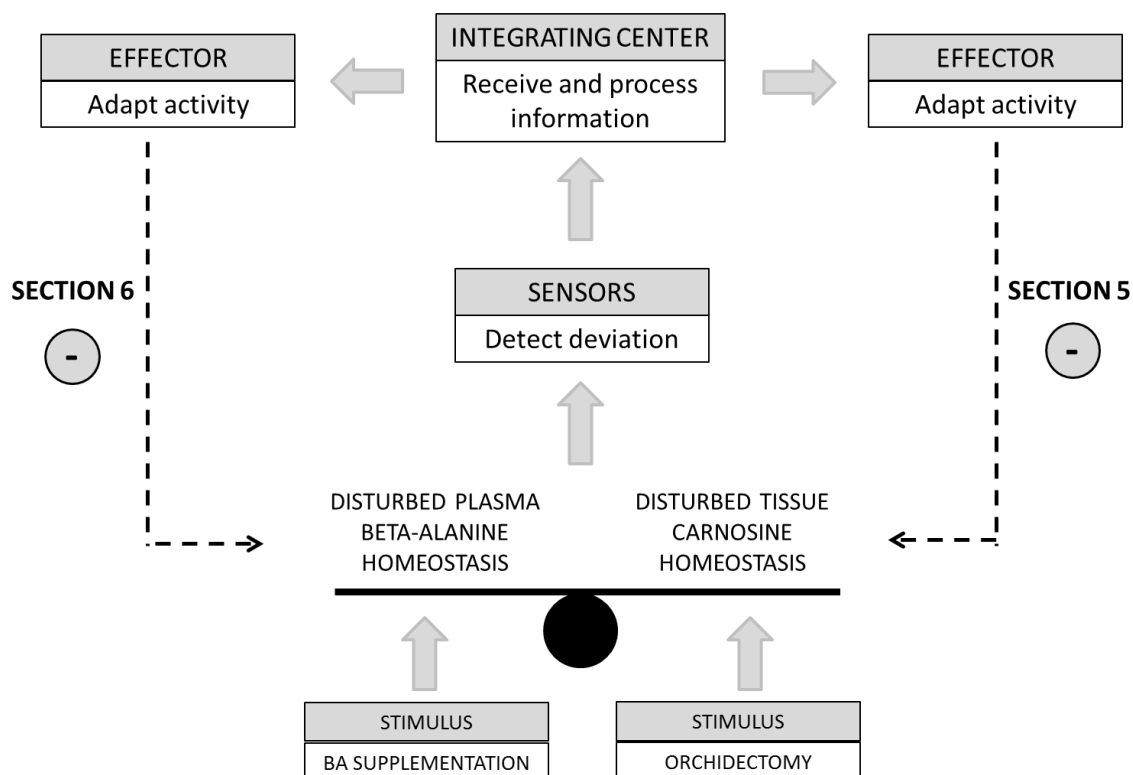 INTEGRATING CENTER
Receive and process
information
EFFECTOR
Adapt activity
EFFECTOR
Adapt activity
SECTION 6
-
SENSORS
Detect deviation
SECTION 5
-
DISTURBED PLASMA
BETA-ALANINE
HOMEOSTASIS
DISTURBED TISSUE
CARNOSINE
HOMEOSTASIS
STIMULUS
BA SUPPLEMENTATION
STIMULUS
ORCHIDECTOMY